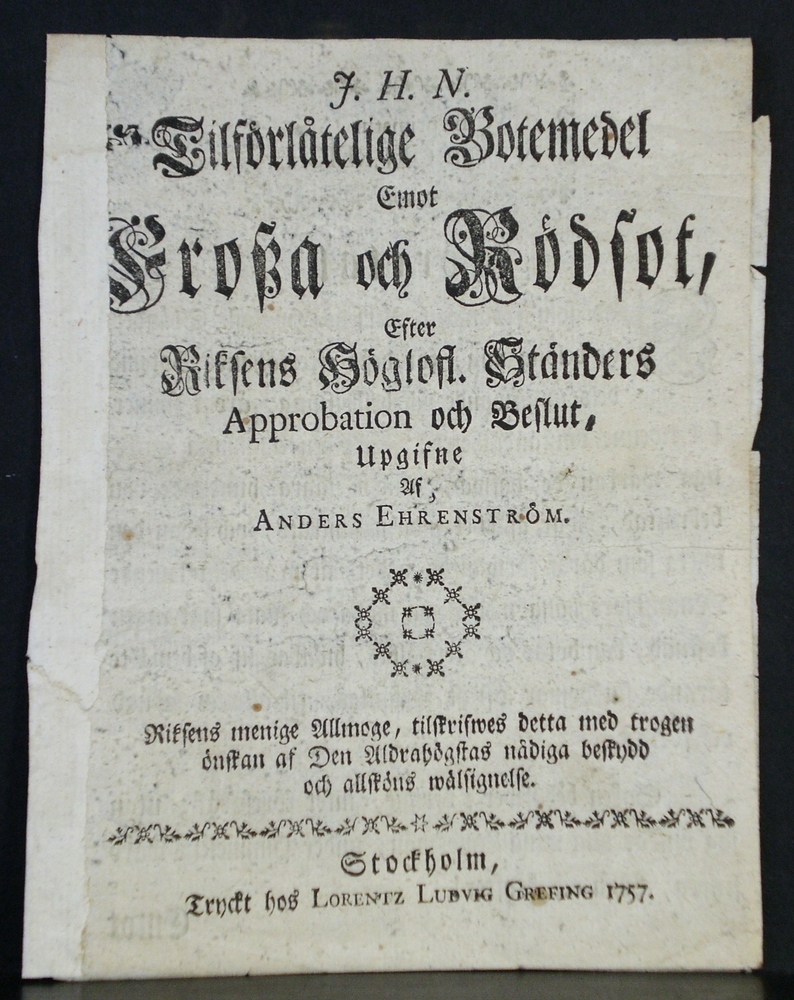 J. H. N.
Tilförlåtelige Botemedel
Emot
Froßa och Rödsot,
Efter
Riksens Höglofl. Ständers
Approbation och Beslut,
Upgifne
Af,
ANDERS EHRENSTRÖM.
Riksens menige Allmoge, tilskrifwes detta med trogen
önskan af Den Aldrahögstas nådiga beskydd
och allsköns wälsignelse.
Stockholm,
Tryckt hos LORENTZ LUDVIG GREFING 1757.